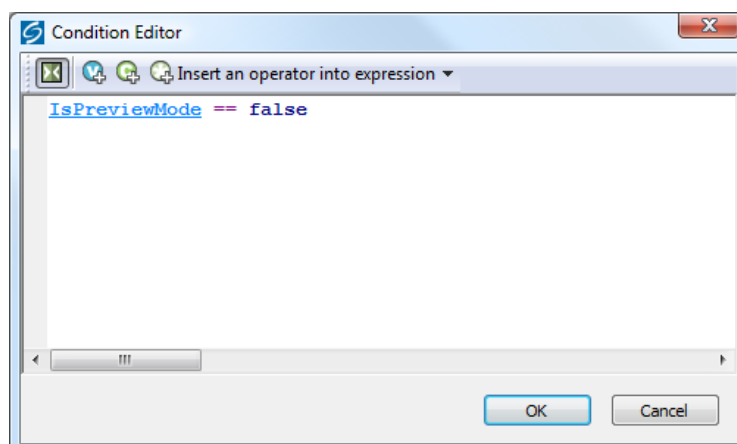 Condition Editor
Insert an operator into expression
IsPreviewMode == false
OK Cancel